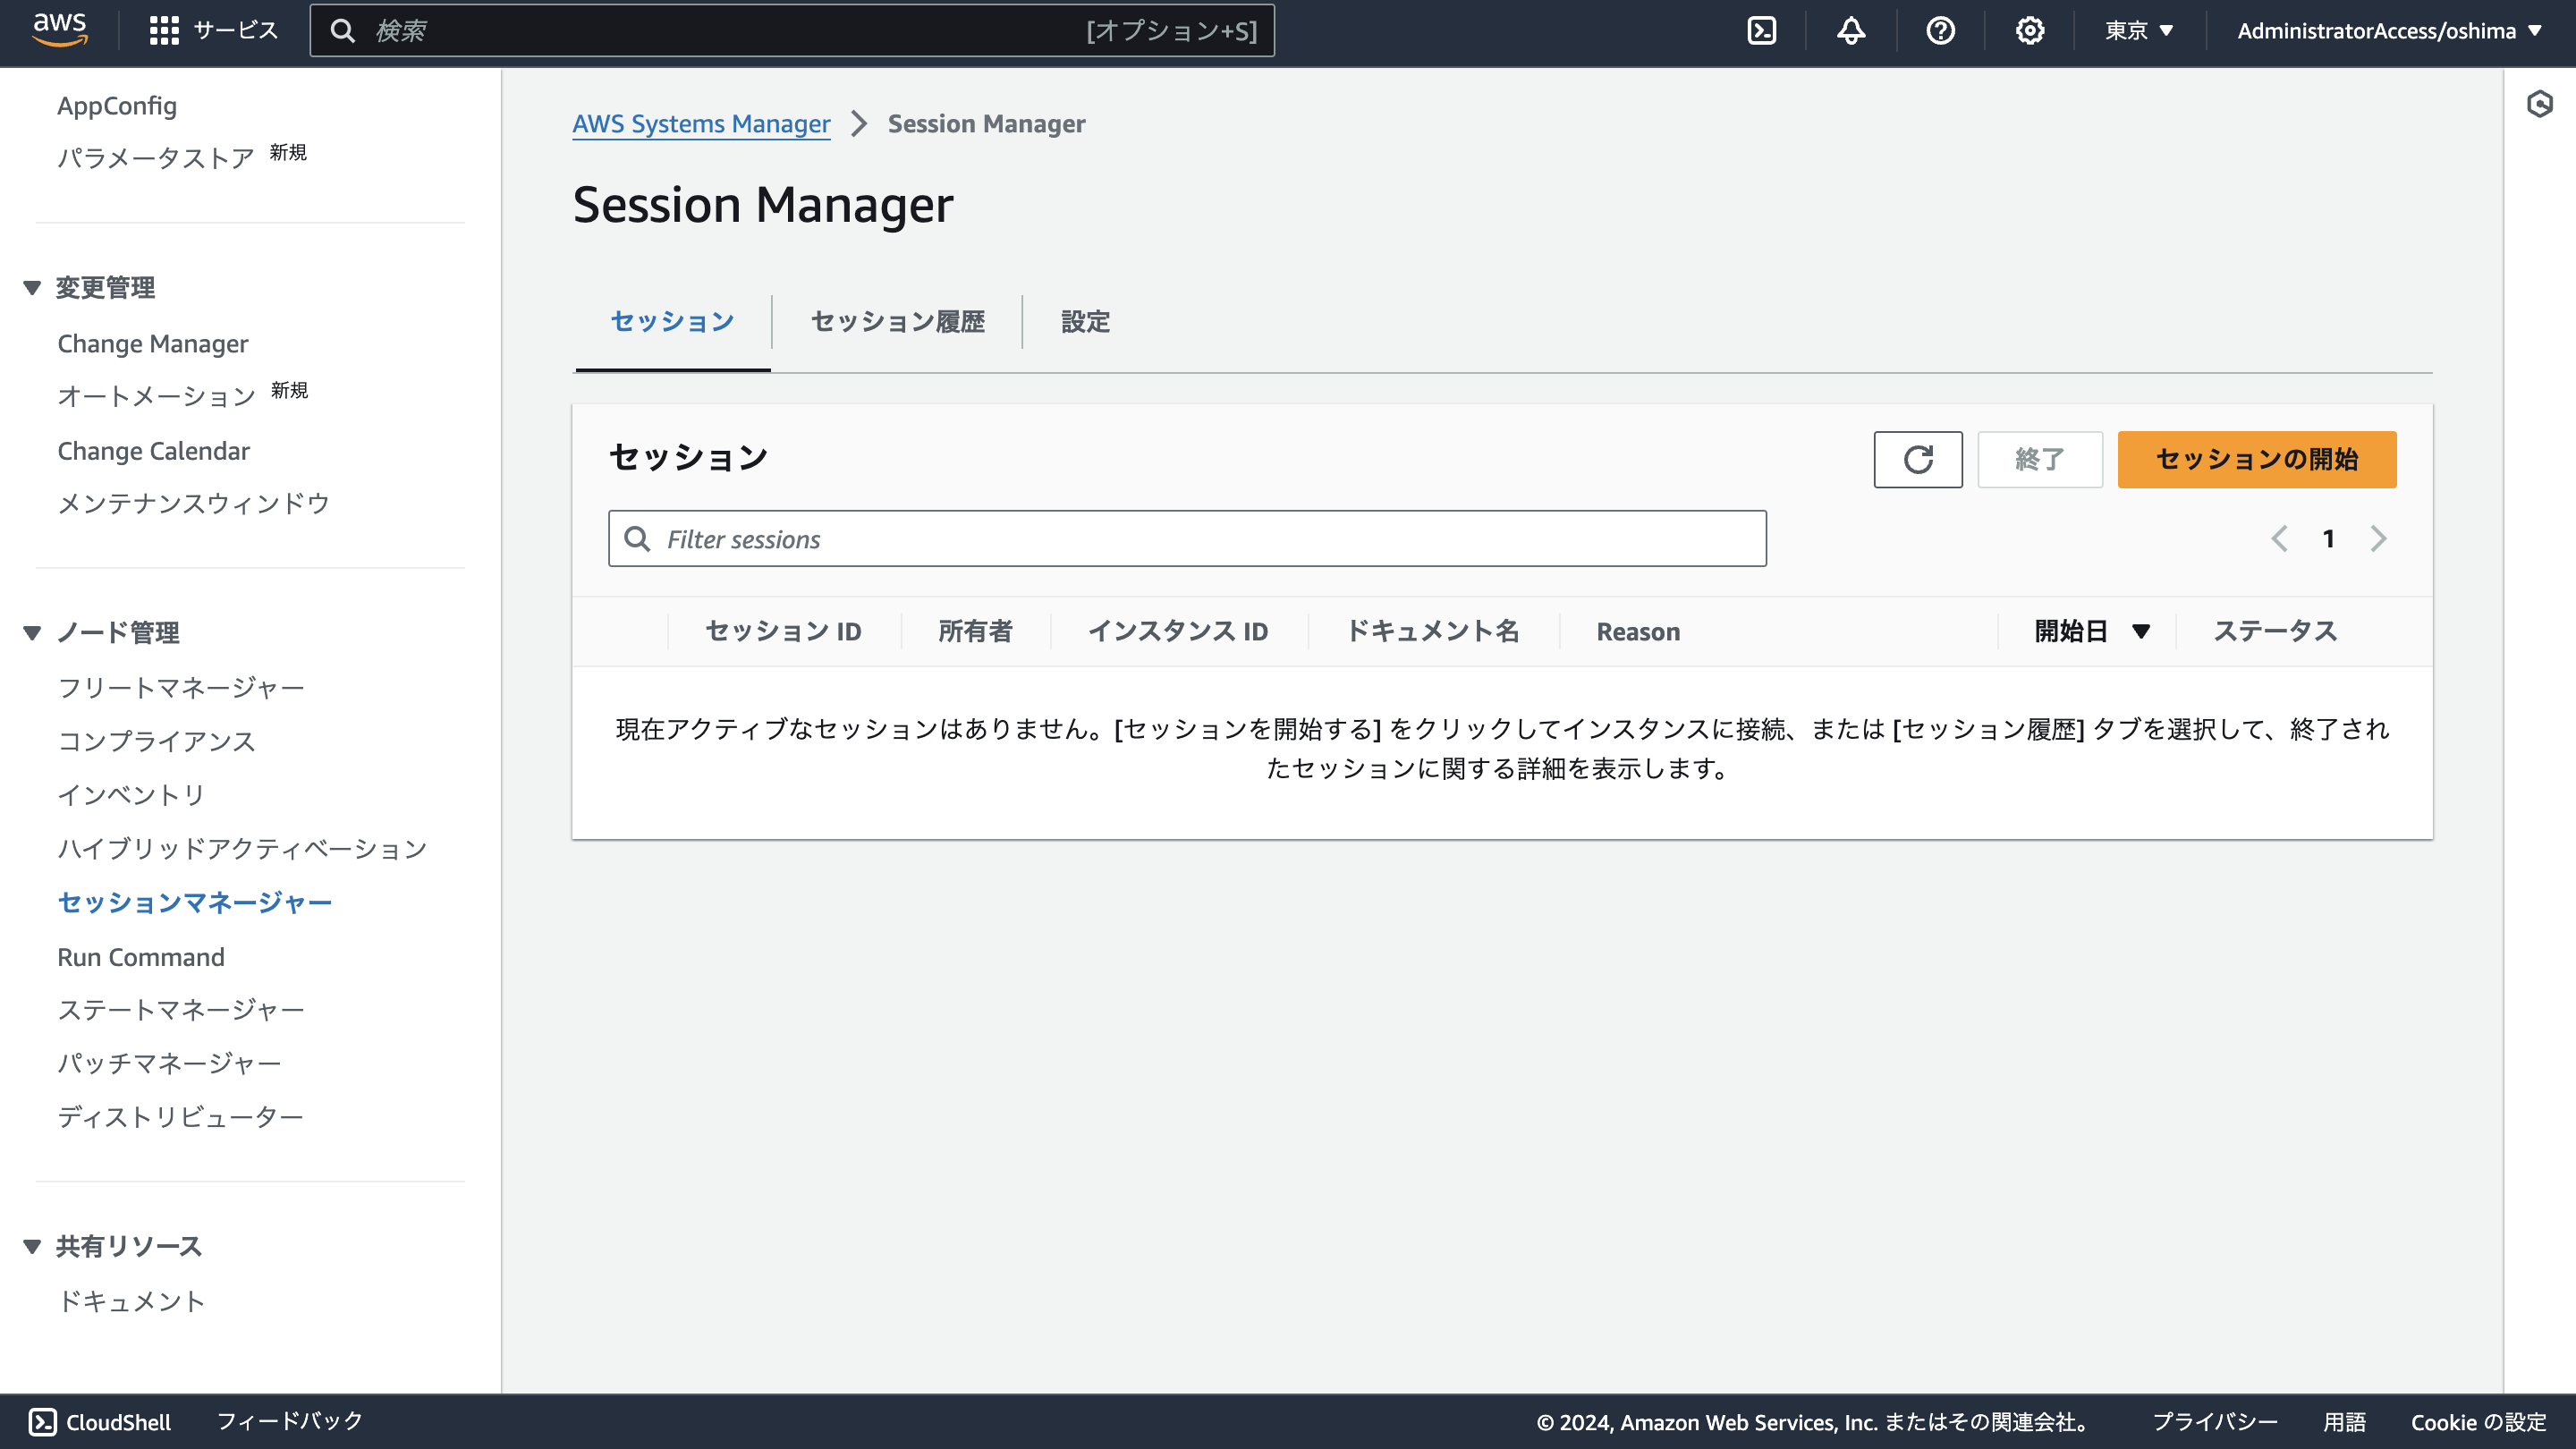 aws
サービス
検索
[オプション+S]
東京
AdministratorAccess/oshima
AppConfig
パラメータストア 新規
変更管理
Change Manager
オートメーション 新規
Change Calendar
メンテナンスウィンドウ
ノード管理
フリートマネージャー
コンプライアンス
インベントリ
ハイブリッドアクティベーション
セッションマネージャー
Run Command
ステートマネージャー
パッチマネージャー
ディストリビューター
共有リソース
ドキュメント
AWS Systems Manager
Session Manager
Session Manager
セッション
セッション履歴
設定
セッション
終了
セッションの開始
Filter sessions
1
セッション ID
所有者
インスタンス ID
ドキュメント名
Reason
開始日
ステータス
現在アクティブなセッションはありません。[セッションを開始する] をクリックしてインスタンスに接続、または [セッション履歴] タブを選択して、終了され
たセッションに関する詳細を表示します。
CloudShell
フィードバック
© 2024, Amazon Web Services, Inc. またはその関連会社。
プライバシー
用語
Cookie の設定